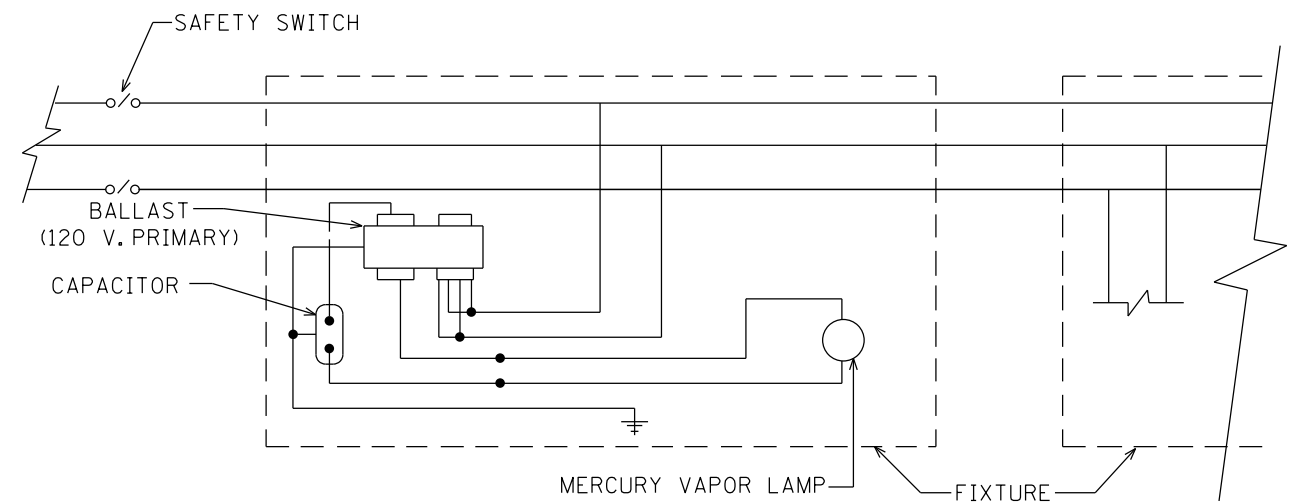 SAFETY SWITCH
BALLAST
(120 V. PRIMARY)
CAPACITOR
MERCURY VAPOR LAMP
FIXTURE